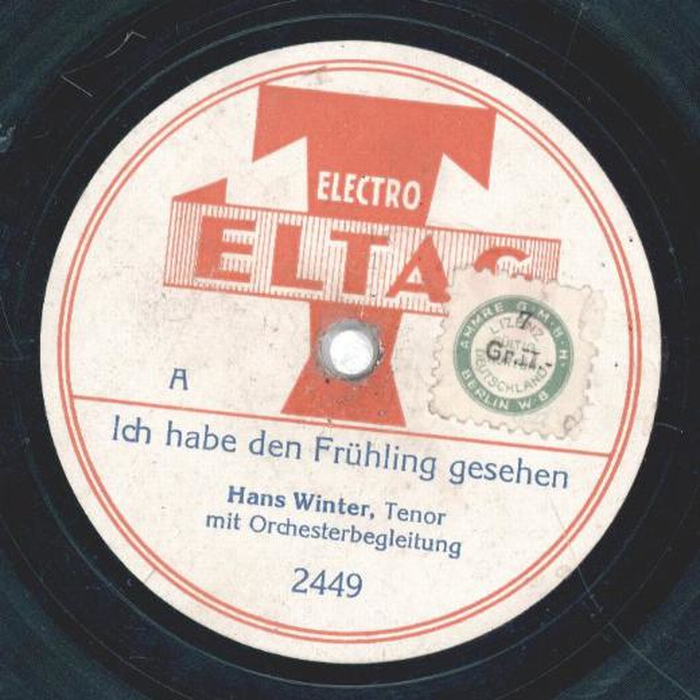 ELECTRO
ELTAG
A
AMMRE G·M·B·H·
LIZENZ
7
Gr.II.
DEUTSCHLAND
BERLIN W·8
Ich habe den Frühling gesehen
Hans Winter, Tenor
mit Orchesterbegleitung
2449